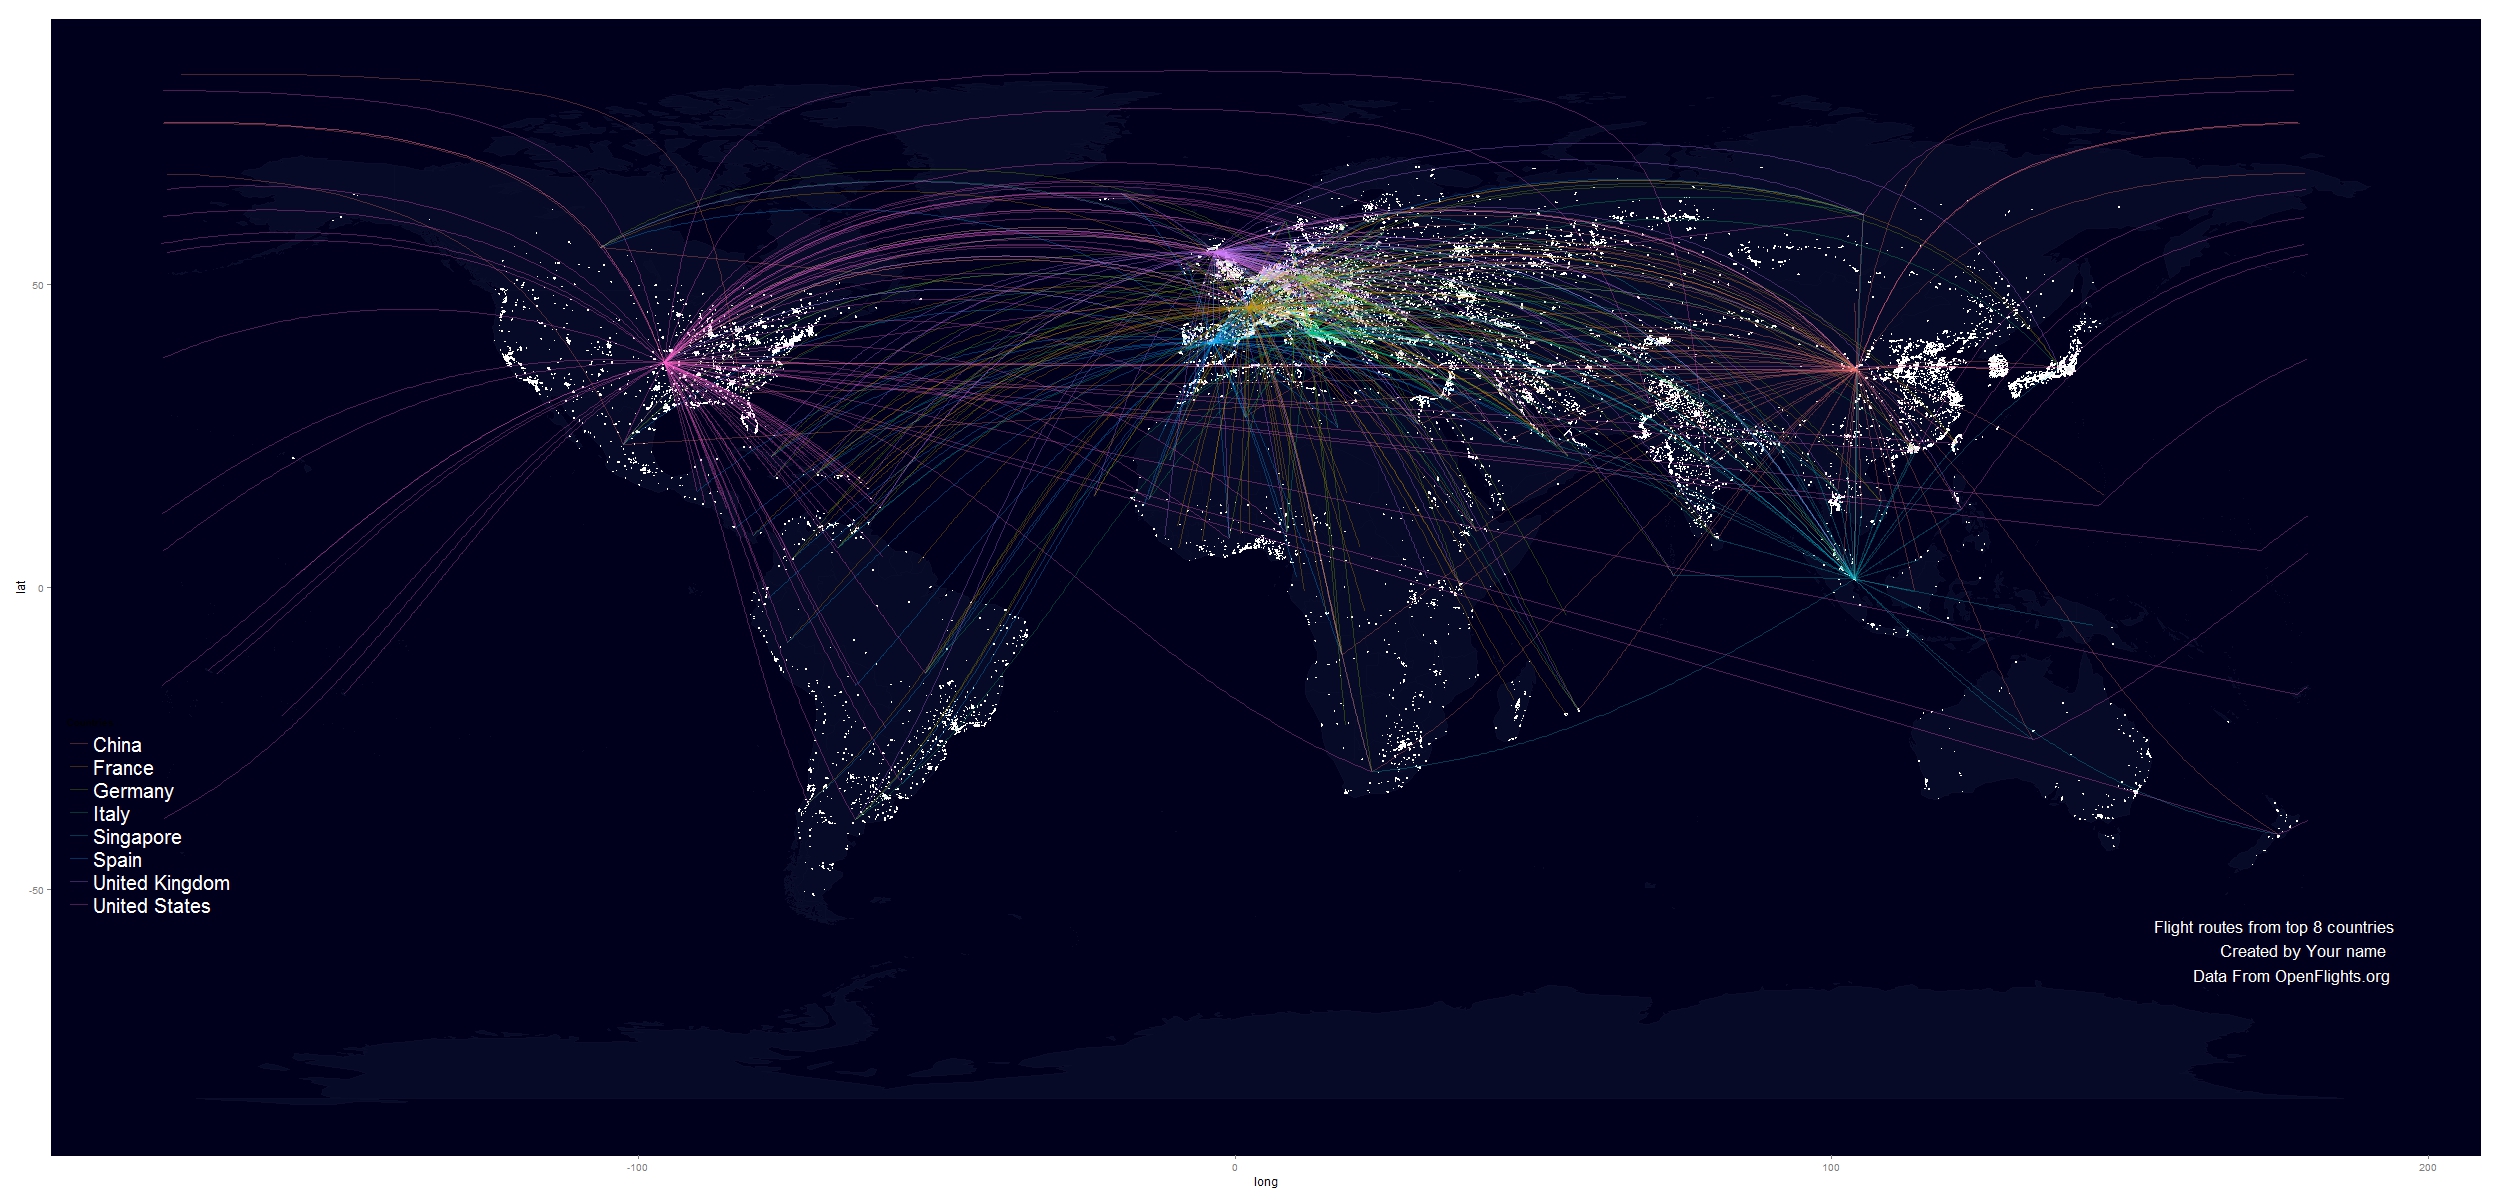 lat
50
0
-50
China
France
Germany
Italy
Singapore
Spain
United Kingdom
United States
Flight routes from top 8 countries
Created by Your name
Data From OpenFlights.org
-100
0
100
200
long